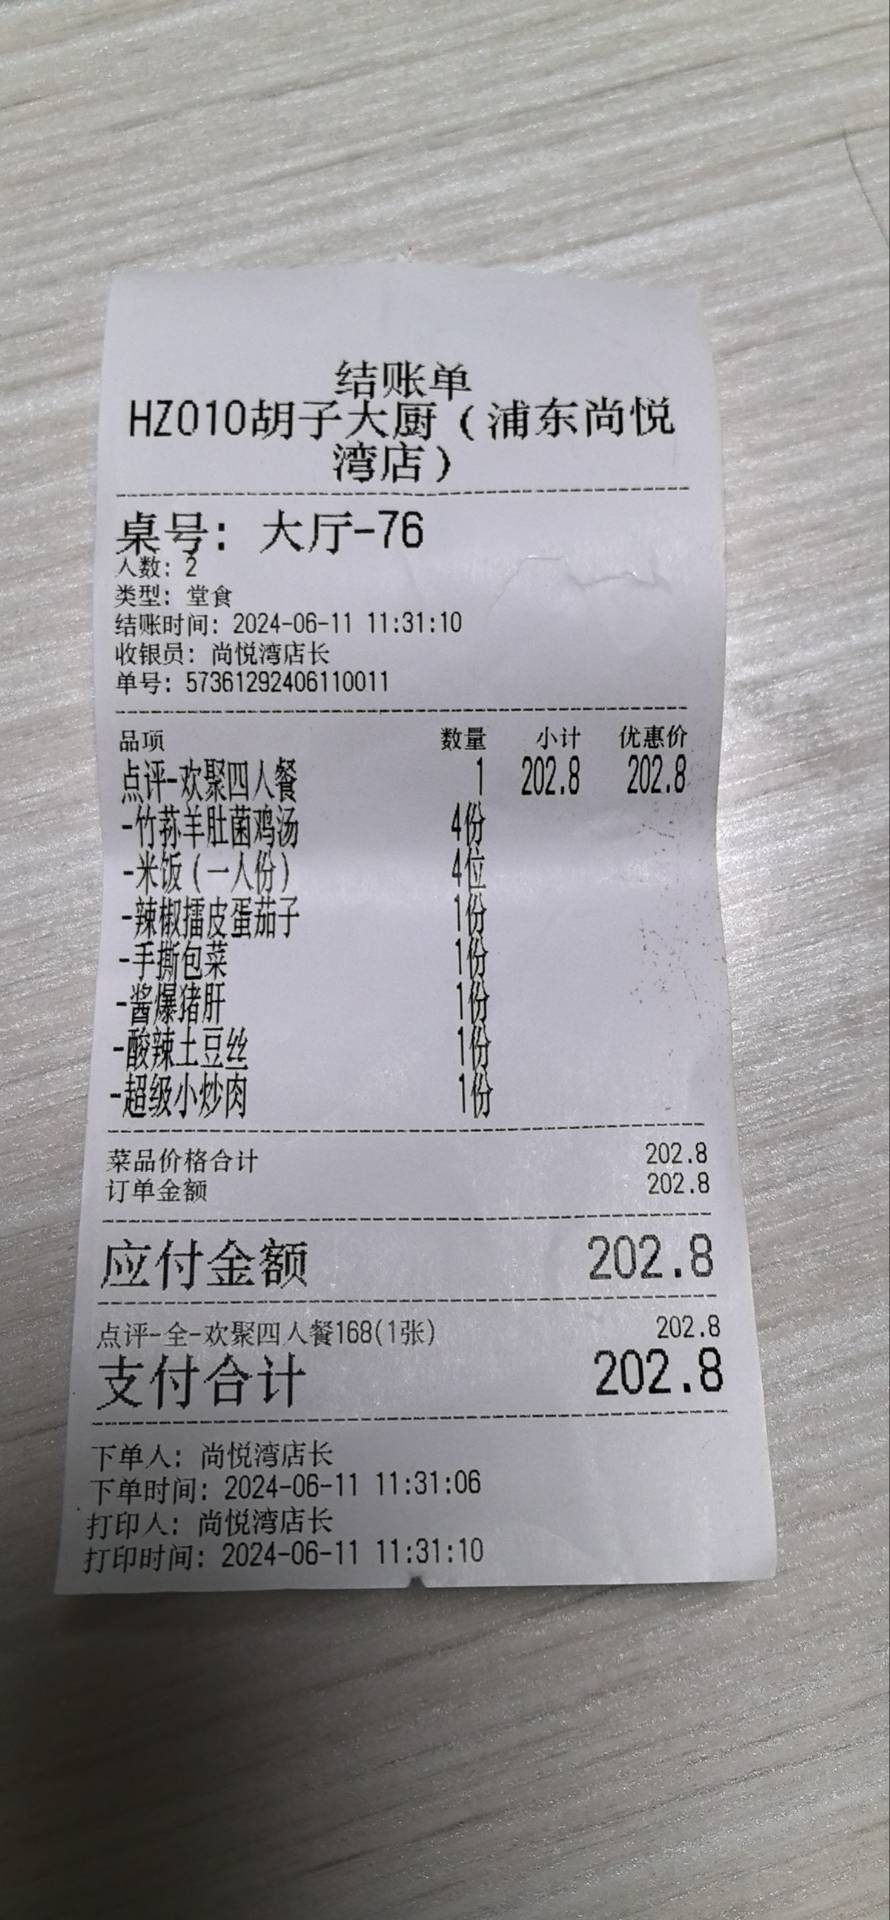 结账单
HZ010胡子大厨（浦东尚悦
湾店）
桌号：大厅-76
人数：2
类型：堂食
结账时间：2024-06-11 11:31:10
收银员：尚悦湾店长
单号：573612924061110011
品项 数量 小计 优惠价
点评-欢聚四人餐 1 202.8 202.8
-竹荪羊肚菌鸡汤 4份
-米饭（一人份） 4位
-辣椒擂皮蛋茄子 1份
-手撕包菜 1份
-酱爆猪肝 1份
-酸辣土豆丝 1份
-超级小炒肉 1份
菜品价格合计 202.8
订单金额 202.8
应付金额 202.8
点评-全-欢聚四人餐168(1张) 202.8
支付合计 202.8
下单人：尚悦湾店长
下单时间：2024-06-11 11:31:06
打印人：尚悦湾店长
打印时间：2024-06-11 11:31:10